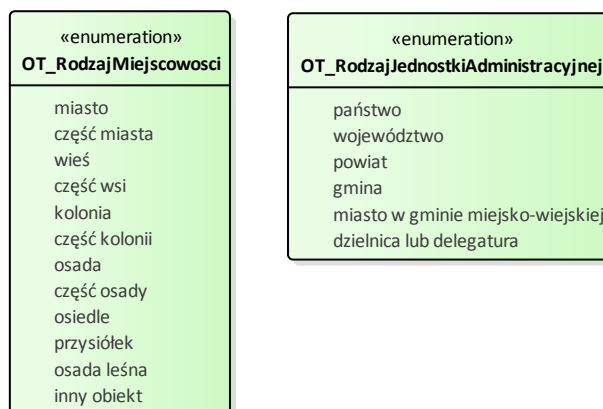 «enumeration»
OT_RodzajMiejscowosci
miasto
część miasta
wieś
część wsi
kolonia
część kolonii
osada
część osady
osiedle
przysiółek
osada leśna
inny obiekt
«enumeration»
OT_RodzajJednostkiAdministracyjnej
państwo
województwo
powiat
gmina
miasto w gminie miejsko-wiejskiej
dzielnica lub delegatura